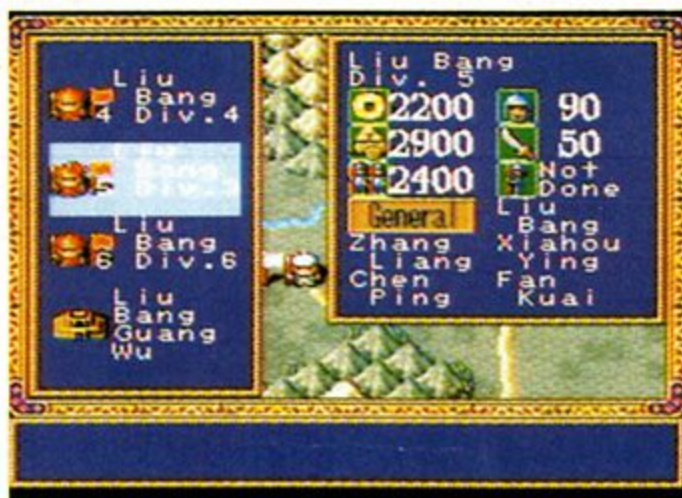 Liu
Bang
4 Div.4
Bang
Liu
Bang
6 Div.6
Liu
Bang
Guang
Wu
Liu Bang
Div. 5
2200 90
2900 50
2400 Not
Done
General
Liu
Bang
Zhang
Liang
Xiahou
Ying
Chen
Ping
Fan
Kuai